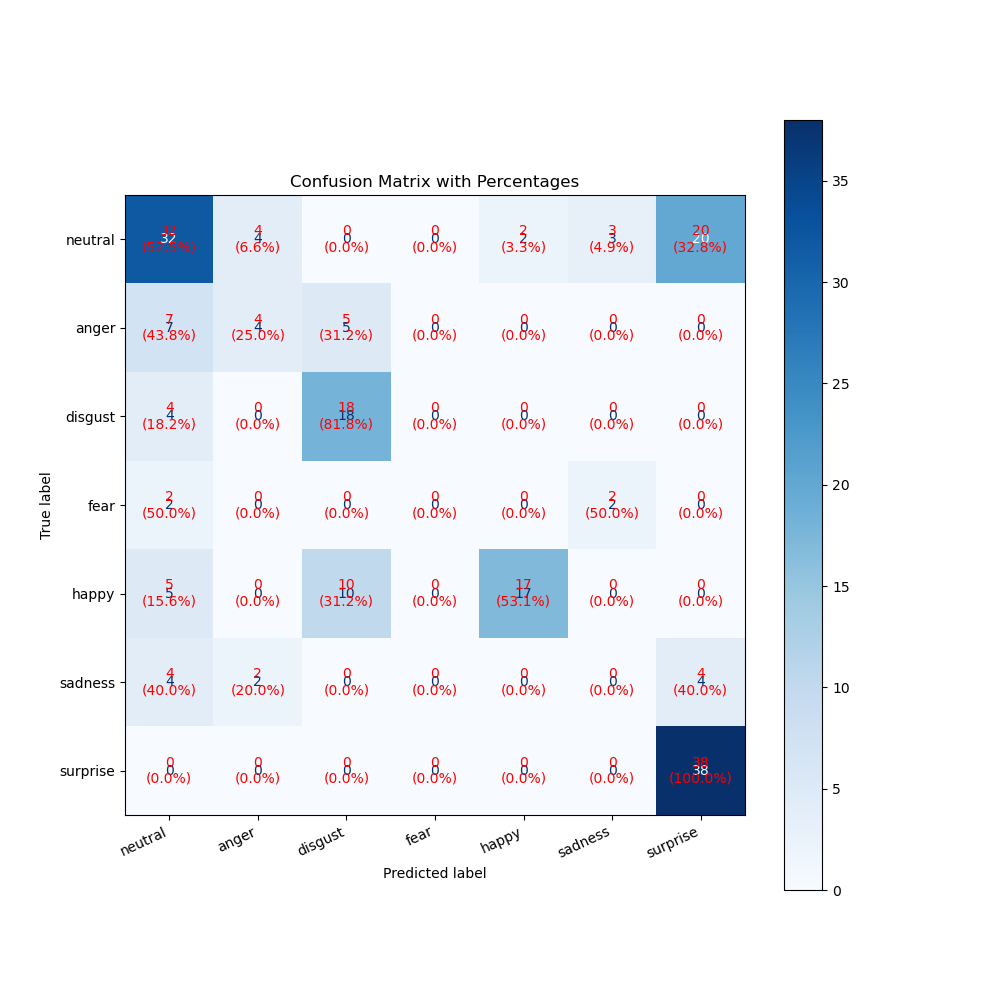 Confusion Matrix with Percentages
neutral 32 4 0 0 2 3 20
32 4 0 0 2 3 20
(52.5%) (6.6%) (0.0%) (0.0%) (3.3%) (4.9%) (32.8%)
anger 7 4 5 0 0 0 0
7 4 5 0 0 0 0
(43.8%) (25.0%) (31.2%) (0.0%) (0.0%) (0.0%) (0.0%)
disgust 4 0 18 0 0 0 0
4 0 18 0 0 0 0
(18.2%) (0.0%) (81.8%) (0.0%) (0.0%) (0.0%) (0.0%)
fear 2 0 0 0 0 2 0
2 0 0 0 0 2 0
(50.0%) (0.0%) (0.0%) (0.0%) (0.0%) (50.0%) (0.0%)
happy 5 0 10 0 17 0 0
5 0 10 0 17 0 0
(15.6%) (0.0%) (31.2%) (0.0%) (53.1%) (0.0%) (0.0%)
sadness 4 2 0 0 0 0 4
4 2 0 0 0 0 4
(40.0%) (20.0%) (0.0%) (0.0%) (0.0%) (0.0%) (40.0%)
surprise 0 0 0 0 0 0 38
0 0 0 0 0 0 38
(0.0%) (0.0%) (0.0%) (0.0%) (0.0%) (0.0%) (100.0%)
neutral anger disgust fear happy sadness surprise
Predicted label
True label
35
30
25
20
15
10
5
0